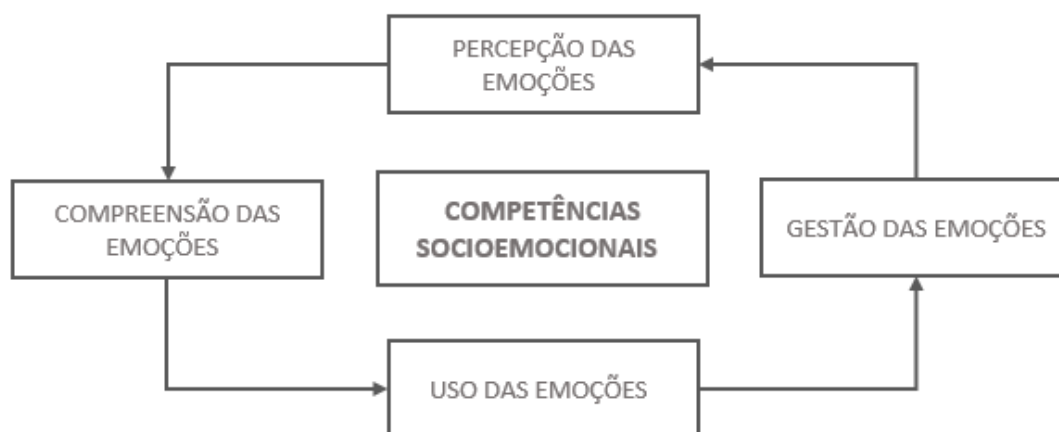 PERCEPÇÃO DAS
EMOÇÕES
COMPREENSÃO DAS
EMOÇÕES
COMPETÊNCIAS
SOCIOEMOCIONAIS
GESTÃO DAS EMOÇÕES
USO DAS EMOÇÕES